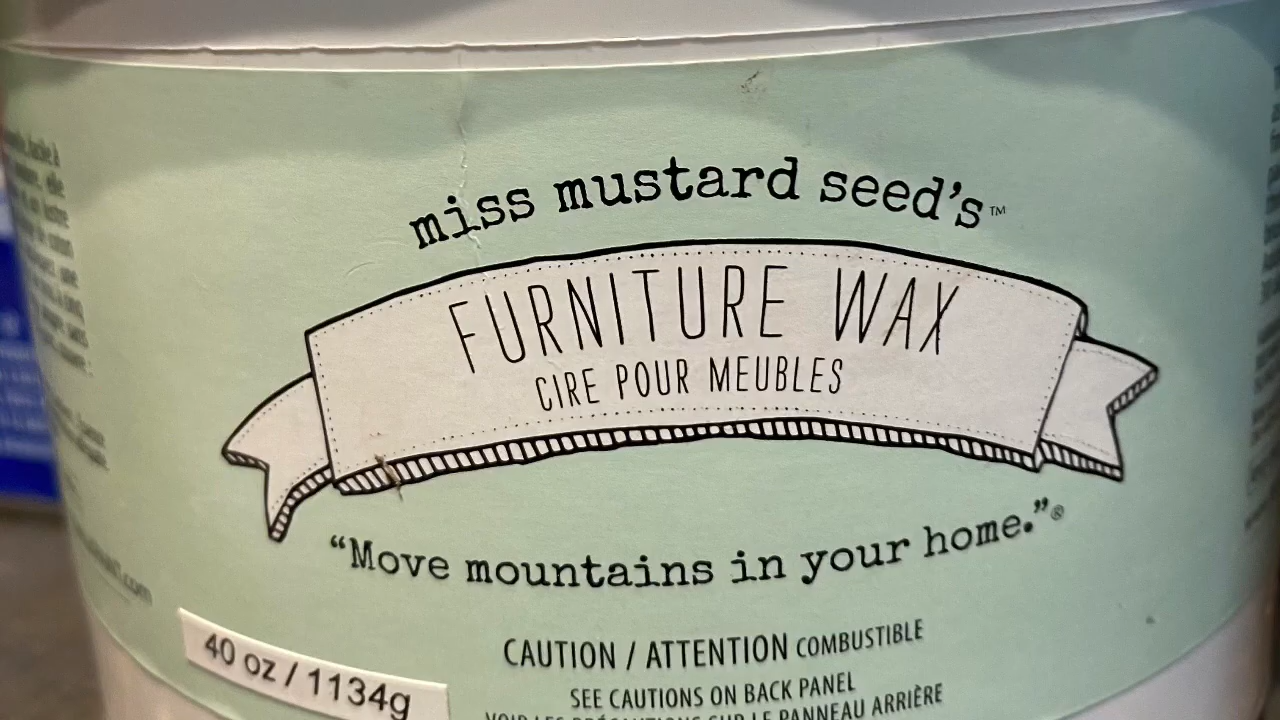 miss mustard seed's™
FURNITURE WAX
CIRE POUR MEUBLES
“Move mountains in your home.”®
40 oz / 1134g
CAUTION / ATTENTION COMBUSTIBLE
SEE CAUTIONS ON BACK PANEL
VOIR LES PRÉCAUTIONS SUR LE PANNEAU ARRIÈRE